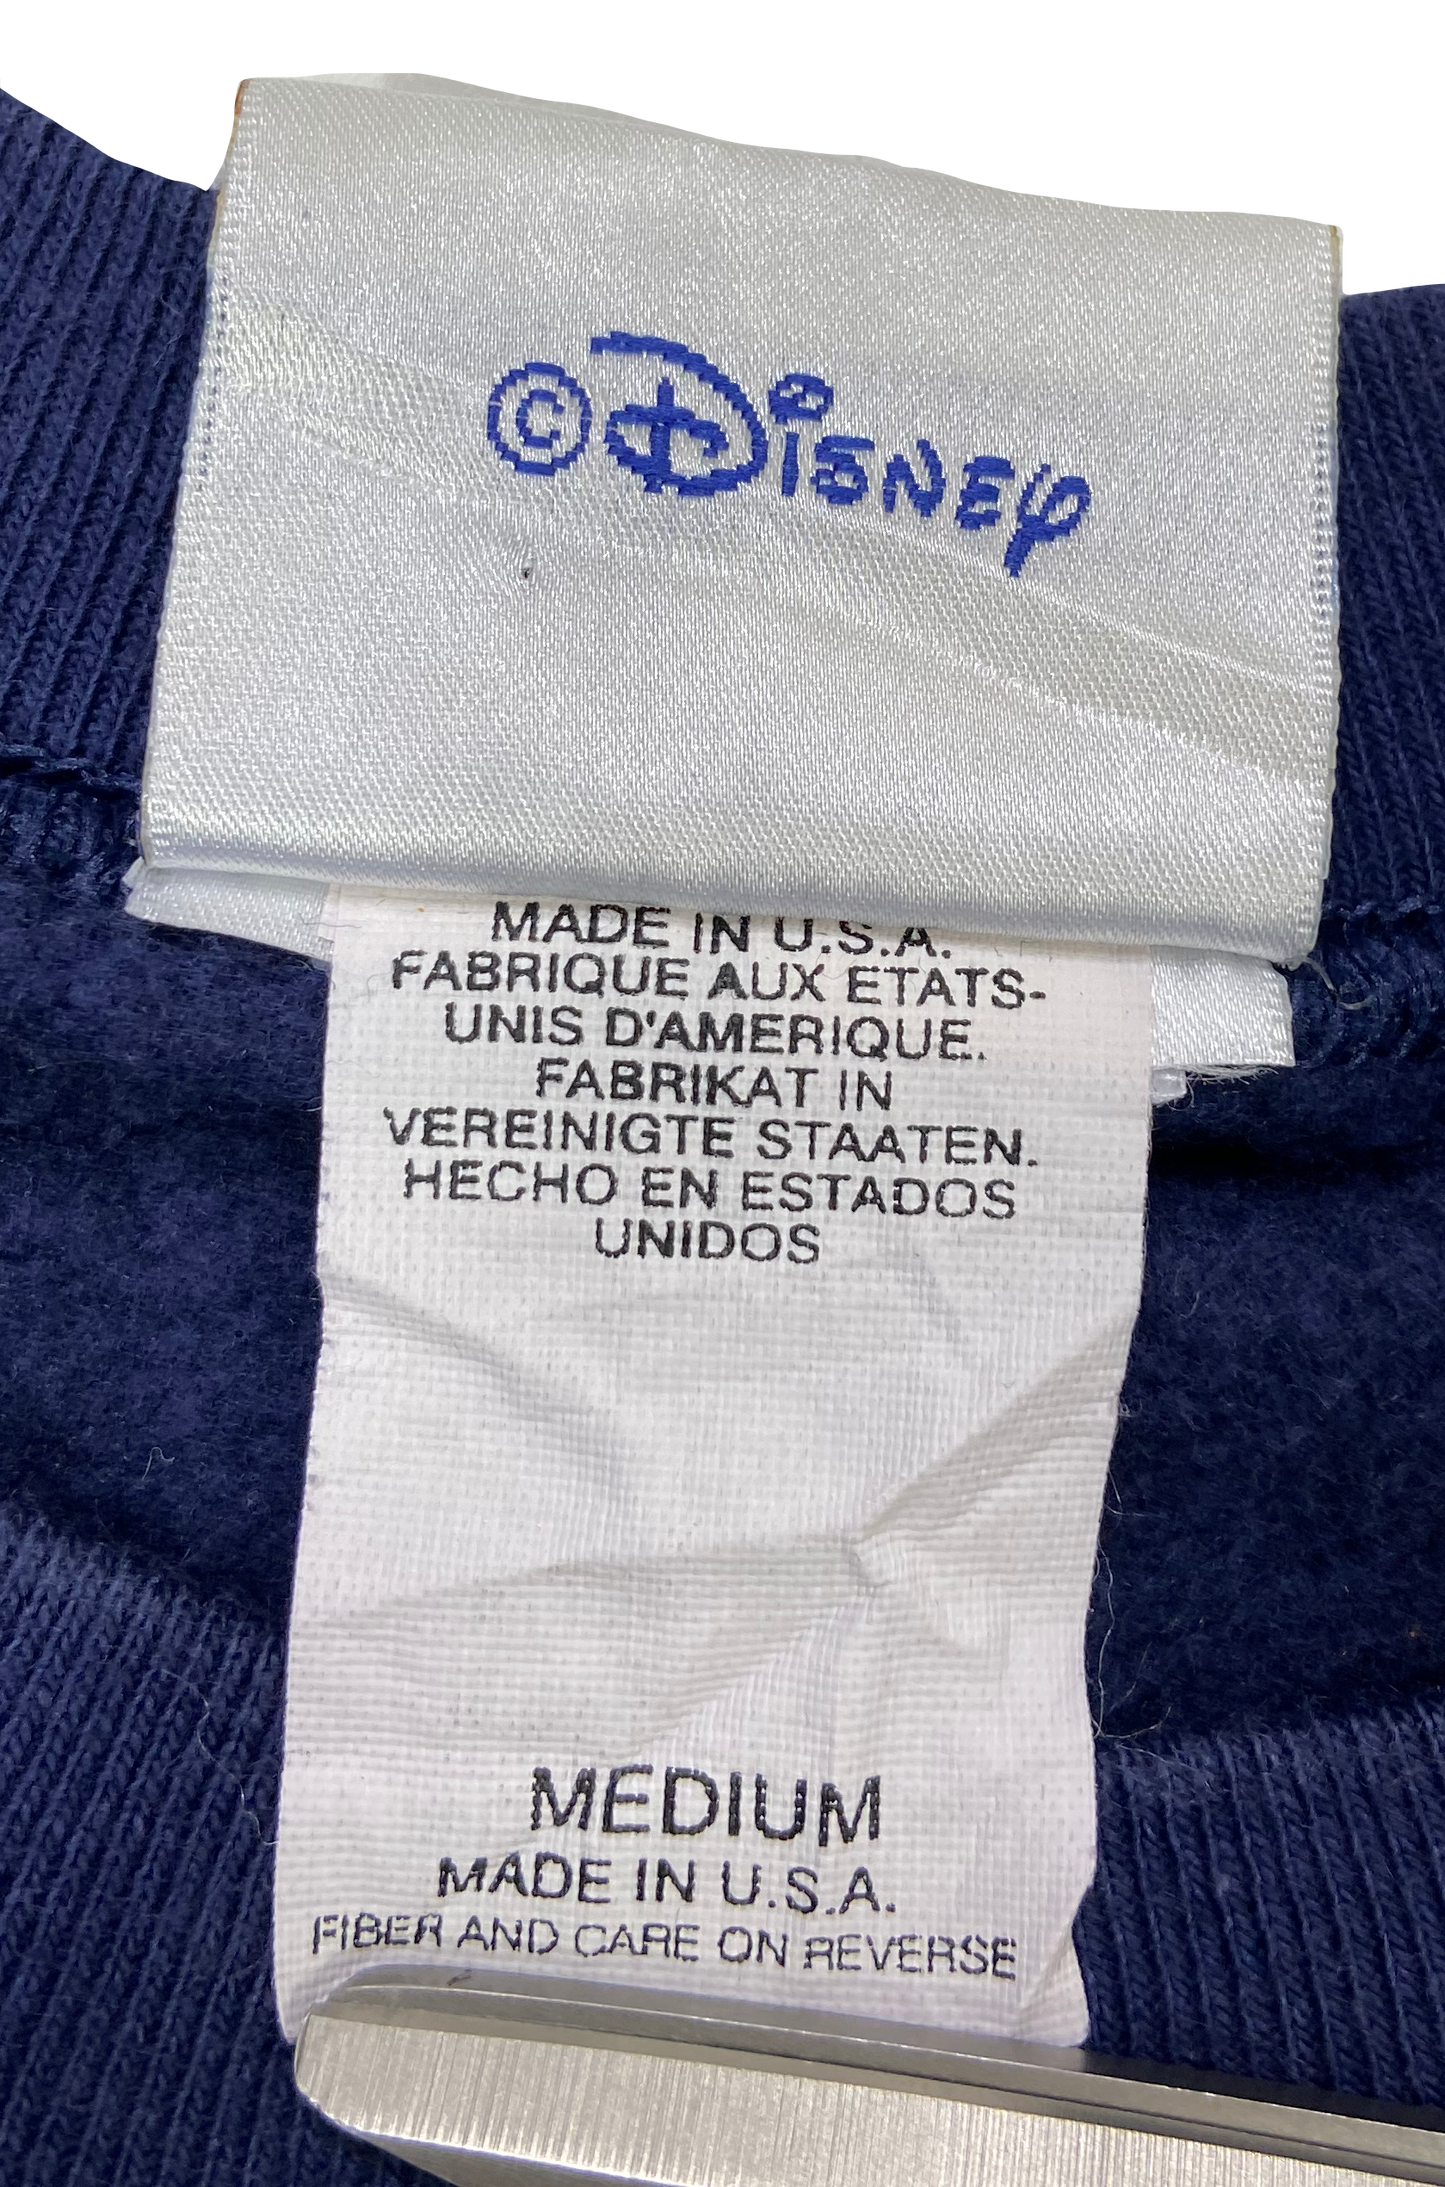 ©Disney
MADE IN U.S.A.
FABRIQUE AUX ETATS-
UNIS D'AMERIQUE.
FABRIKAT IN
VEREINIGTE STAATEN.
HECHO EN ESTADOS
UNIDOS
MEDIUM
MADE IN U.S.A.
FIBER AND CARE ON REVERSE